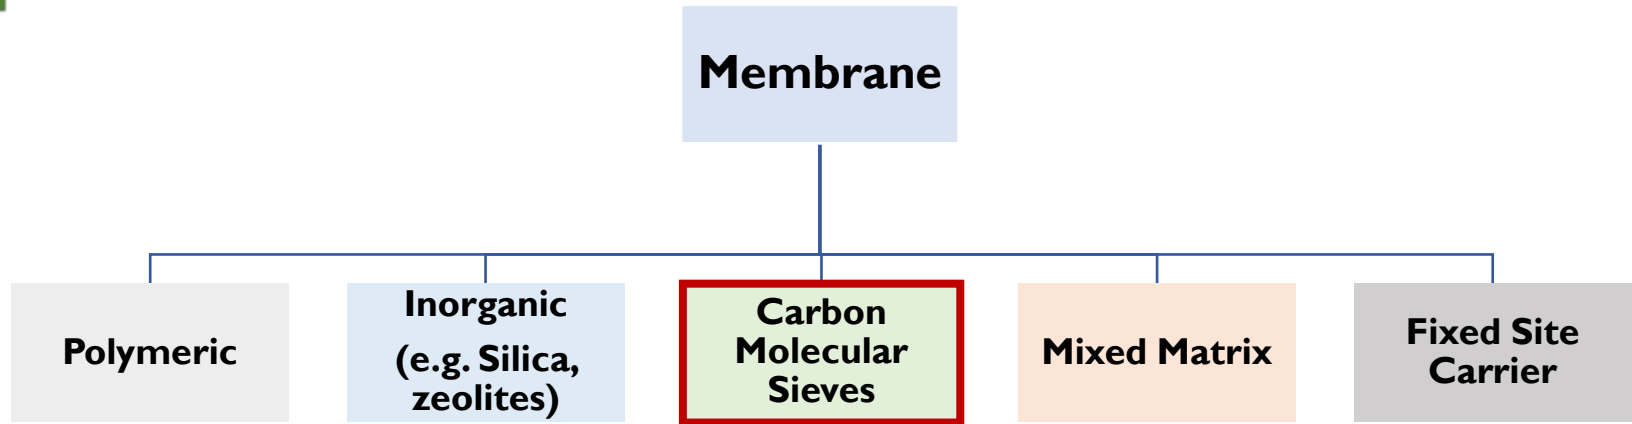 Membrane
Polymeric
Inorganic
(e.g. Silica,
zeolites)
Carbon
Molecular
Sieves
Mixed Matrix
Fixed Site
Carrier